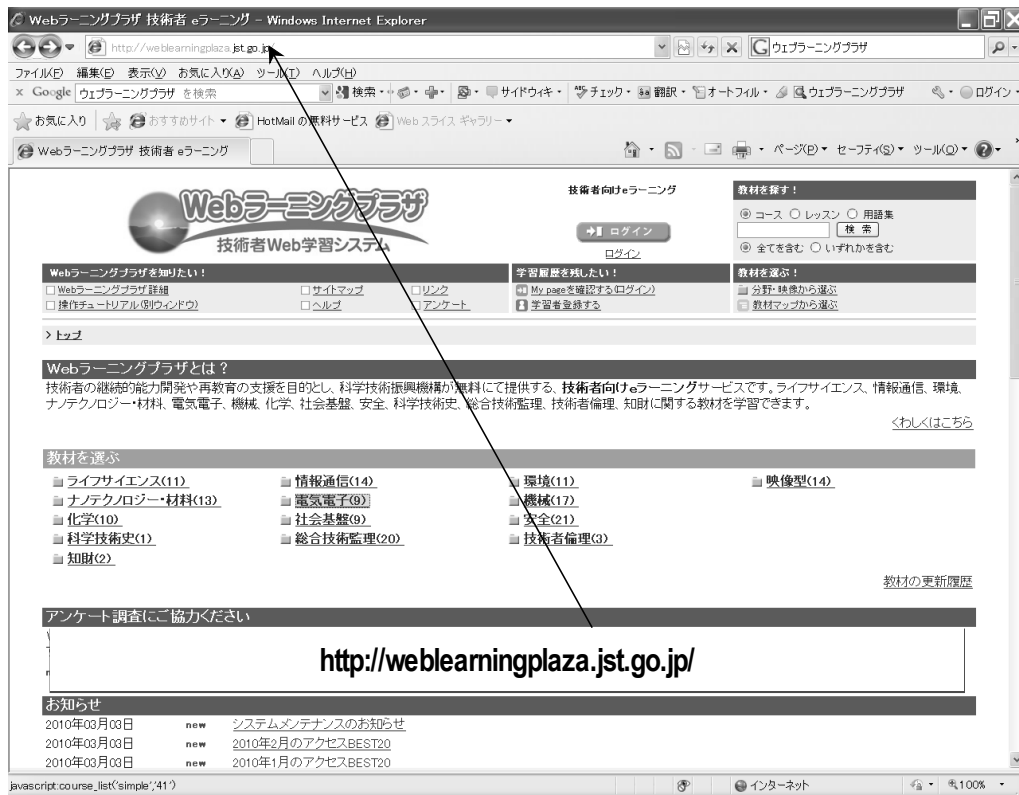 Webラーニングプラザ 技術者 eラーニング - Windows Internet Explorer
http://weblearningplaza.jst.go.jp/
ウェブラーニングプラザ
ファイル(F) 編集(E) 表示(V) お気に入り(A) ツール(T) ヘルプ(H)
x Google ウェブラーニングプラザ を検索 検索 サイドウィキ チェック 翻訳 オートフィル ウェブラーニングプラザ ログイン
お気に入り おすすめサイト HotMail の無料サービス Web スライス ギャラリー
Webラーニングプラザ 技術者 eラーニング ページ(P) セーフティ(S) ツール(O)
Webラーニングプラザ
技術者Web学習システム
技術者向けeラーニング
ログイン
ログイン
教材を探す!
コース レッスン 用語集
検 索
全てを含む いずれかを含む
Webラーニングプラザを知りたい! 学習履歴を残したい! 教材を選ぶ!
Webラーニングプラザ詳細 サイトマップ リンク My pageを確認する(ログイン) 分野・映像から選ぶ
操作チュートリアル(別ウィンドウ) ヘルプ アンケート 学習者登録する 教材マップから選ぶ
> トップ
Webラーニングプラザとは?
技術者の継続的能力開発や再教育の支援を目的とし、科学技術振興機構が無料にて提供する、技術者向けeラーニングサービスです。ライフサイエンス、情報通信、環境、
ナノテクノロジー・材料、電気電子、機械、化学、社会基盤、安全、科学技術史、総合技術監理、技術者倫理、知財に関する教材を学習できます。
くわしくはこちら
教材を選ぶ
ライフサイエンス(11) 情報通信(14) 環境(11) 映像型(14)
ナノテクノロジー・材料(13) 電気電子(9) 機械(17)
化学(10) 社会基盤(9) 安全(21)
科学技術史(1) 総合技術監理(20) 技術者倫理(3)
知財(2)
教材の更新履歴
アンケート調査にご協力ください
http://weblearningplaza.jst.go.jp/
お知らせ
2010年03月03日 new システムメンテナンスのお知らせ
2010年03月03日 new 2010年2月のアクセスBEST20
2010年03月03日 new 2010年1月のアクセスBEST20
javascript:course_list('simple','41') インターネット 100%